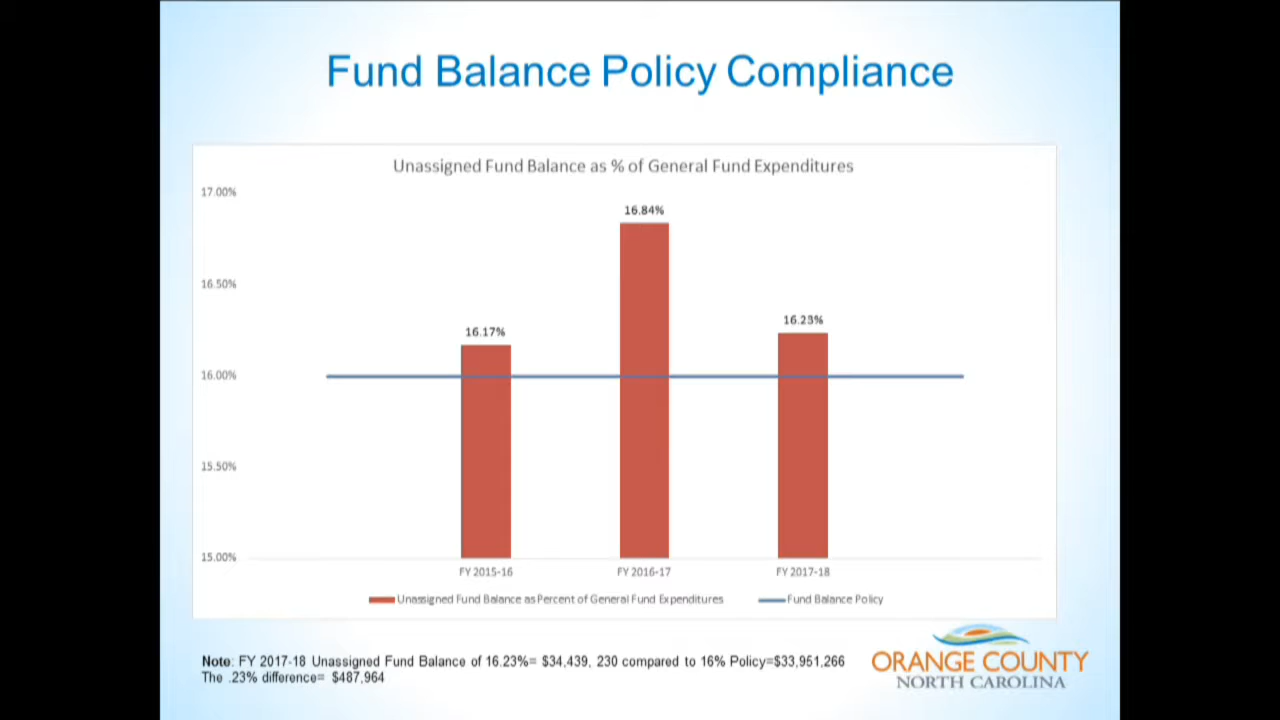 Fund Balance Policy Compliance
Unassigned Fund Balance as % of General Fund Expenditures
17.00%
16.84%
16.50%
16.23%
16.17%
16.00%
15.50%
15.00%
FY 2015-16 FY 2016-17 FY 2017-18
Unassigned Fund Balance as Percent of General Fund Expenditures Fund Balance Policy
Note: FY 2017-18 Unassigned Fund Balance of 16.23%= $34,439, 230 compared to 16% Policy=$33,951,266
The .23% difference= $487,964
ORANGE COUNTY
NORTH CAROLINA